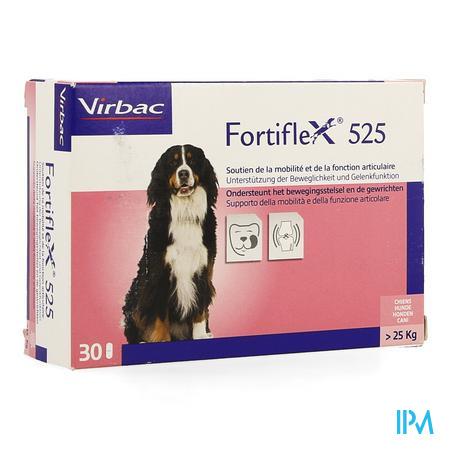 Virbac
Fortiflex® 525
Soutien de la mobilité et de la fonction articulaire
Unterstützung der Beweglichkeit und Gelenkfunktion
Ondersteunt het bewegingsstelsel en de gewrichten
Supporto della mobilità e della funzione articolare
CHIENS
HUNDE
HONDEN
CANI
> 25 Kg
30
Virbac
Fortiflex® 525
IPM